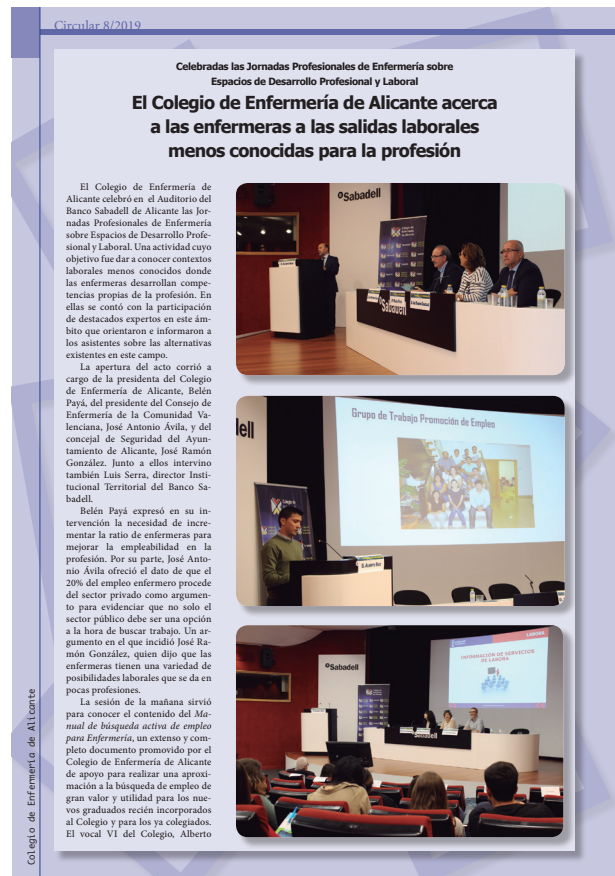 Circular 8/2019
Celebradas las Jornadas Profesionales de Enfermería sobre
Espacios de Desarrollo Profesional y Laboral
El Colegio de Enfermería de Alicante acerca
a las enfermeras a las salidas laborales
menos conocidas para la profesión
El Colegio de Enfermería de
Alicante celebró en el Auditorio del
Banco Sabadell de Alicante las Jor-
nadas Profesionales de Enfermería
sobre Espacios de Desarrollo Profe-
sional y Laboral. Una actividad cuyo
objetivo fue dar a conocer contextos
laborales menos conocidos donde
las enfermeras desarrollan compe-
tencias propias de la profesión. En
ellas se contó con la participación
de destacados expertos en este ám-
bito que orientaron e informaron a
los asistentes sobre las alternativas
existentes en este campo.
La apertura del acto corrió a
cargo de la presidenta del Colegio
de Enfermería de Alicante, Belén
Payá, del presidente del Consejo de
Enfermería de la Comunidad Va-
lenciana, José Antonio Ávila, y del
concejal de Seguridad del Ayun-
tamiento de Alicante, José Ramón
González. Junto a ellos intervino
también Luis Serra, director Insti-
tucional Territorial del Banco Sa-
badell.
Belén Payá expresó en su in-
tervención la necesidad de incre-
mentar la ratio de enfermeras para
mejorar la empleabilidad en la
profesión. Por su parte, José Anto-
nio Ávila ofreció el dato de que el
20% del empleo enfermero procede
del sector privado como argumen-
to para evidenciar que no solo el
sector público debe ser una opción
a la hora de buscar trabajo. Un ar-
gumento en el que incidió José Ra-
món González, quien dijo que las
enfermeras tienen una variedad de
posibilidades laborales que se da en
pocas profesiones.
La sesión de la mañana sirvió
para conocer el contenido del Ma-
nual de búsqueda activa de empleo
para Enfermería, un extenso y com-
pleto documento promovido por el
Colegio de Enfermería de Alicante
de apoyo para realizar una aproxi-
mación a la búsqueda de empleo de
gran valor y utilidad para los nue-
vos graduados recién incorporados
al Colegio y para los ya colegiados.
El vocal VI del Colegio, Alberto
Sabadell
Sabadell
ell
Grupo de Trabajo Promoción de Empleo
Colegio de
Sabadell
LABORA
INFORMACIÓN DE SERVICIOS
DE LABORA
Sabadell
Colegio de Enfermería de Alicante